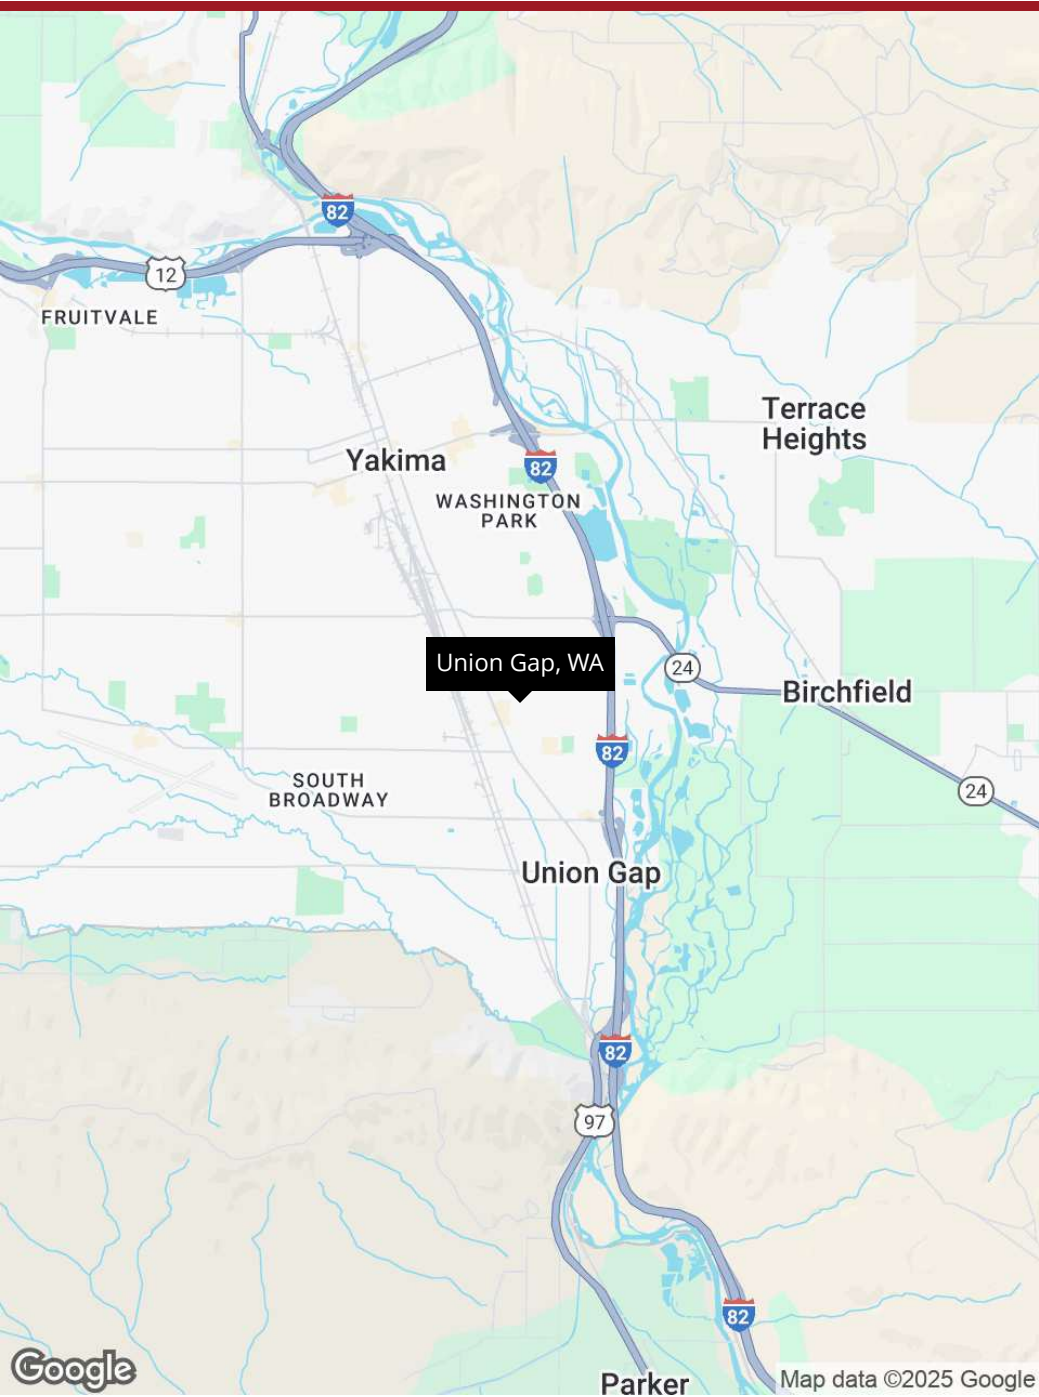 82
12
FRUITVALE
Terrace
Heights
Yakima
82
WASHINGTON
PARK
Union Gap, WA
24
Birchfield
82
SOUTH
BROADWAY
24
Union Gap
82
97
82
Google
Parker
Map data ©2025 Google